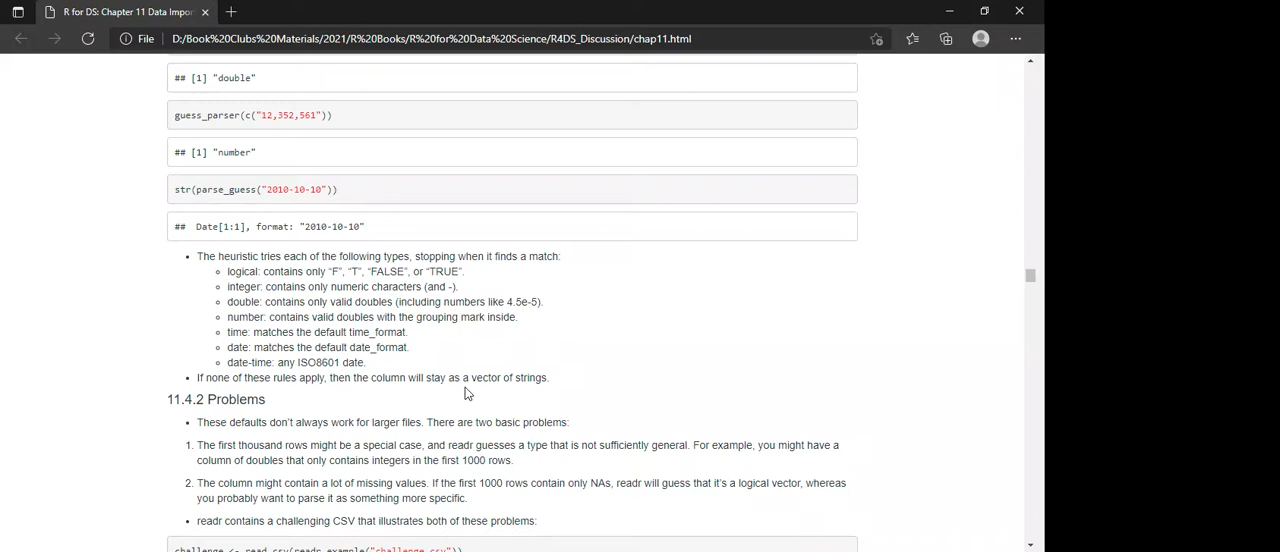 R for DS: Chapter 11 Data Impor
File D:/Book%20Clubs%20Materials/2021/R%20Books/R%20for%20Data%20Science/R4DS_Discussion/chap11.html
## [1] "double"
guess_parser(c("12,352,561"))
## [1] "number"
str(parse_guess("2010-10-10"))
## Date[1:1], format: "2010-10-10"
• The heuristic tries each of the following types, stopping when it finds a match:
○ logical: contains only “F”, “T”, “FALSE”, or “TRUE”.
○ integer: contains only numeric characters (and -).
○ double: contains only valid doubles (including numbers like 4.5e-5).
○ number: contains valid doubles with the grouping mark inside.
○ time: matches the default time_format.
○ date: matches the default date_format.
○ date-time: any ISO8601 date.
• If none of these rules apply, then the column will stay as a vector of strings.
11.4.2 Problems
• These defaults don’t always work for larger files. There are two basic problems:
1. The first thousand rows might be a special case, and readr guesses a type that is not sufficiently general. For example, you might have a
column of doubles that only contains integers in the first 1000 rows.
2. The column might contain a lot of missing values. If the first 1000 rows contain only NAs, readr will guess that it’s a logical vector, whereas
you probably want to parse it as something more specific.
• readr contains a challenging CSV that illustrates both of these problems:
challenge <- read_csv(readr_example("challenge.csv"))